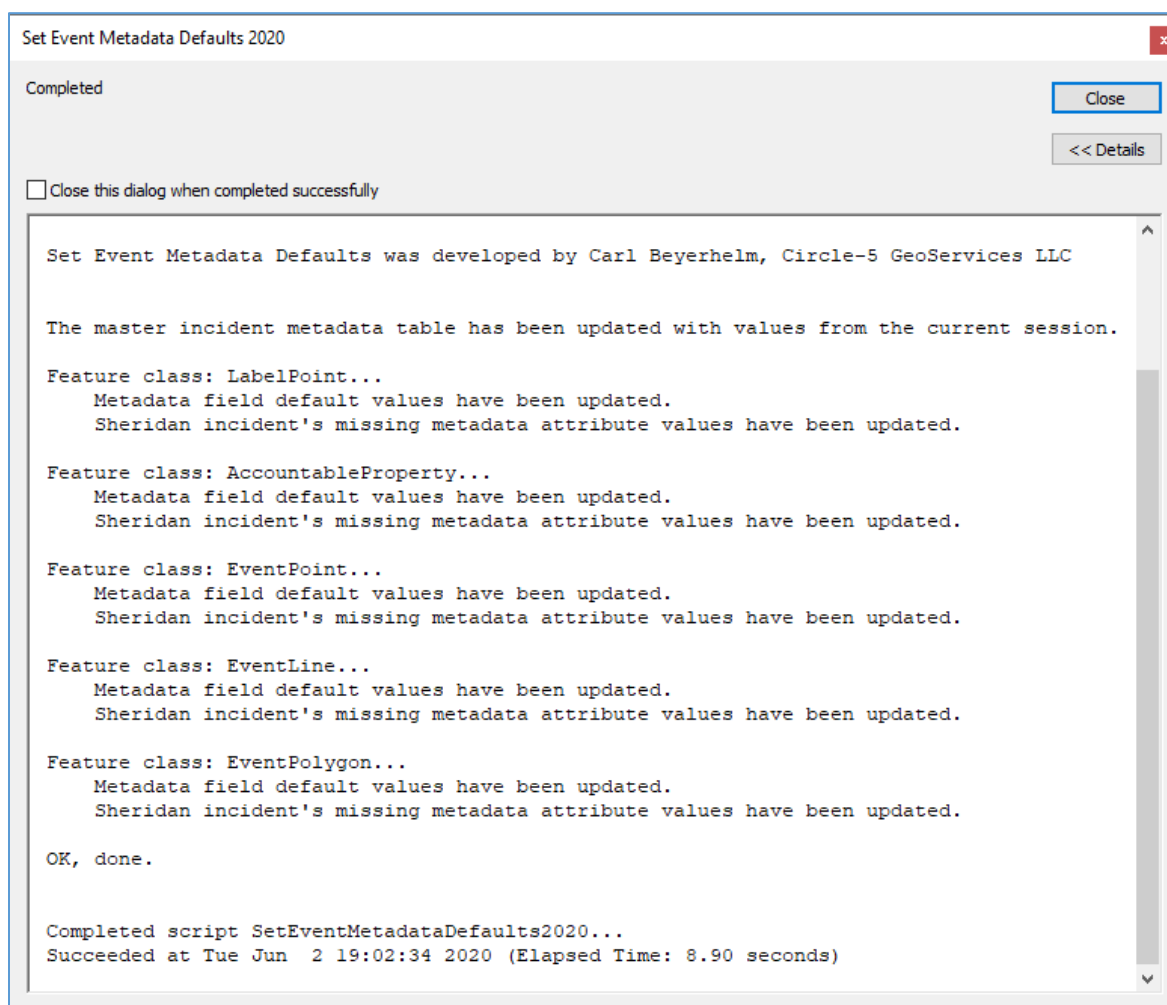 Set Event Metadata Defaults 2020
x
Completed
Close
<< Details
Close this dialog when completed successfully
Set Event Metadata Defaults was developed by Carl Beyerhelm, Circle-5 GeoServices LLC
The master incident metadata table has been updated with values from the current session.
Feature class: LabelPoint...
Metadata field default values have been updated.
Sheridan incident's missing metadata attribute values have been updated.
Feature class: AccountableProperty...
Metadata field default values have been updated.
Sheridan incident's missing metadata attribute values have been updated.
Feature class: EventPoint...
Metadata field default values have been updated.
Sheridan incident's missing metadata attribute values have been updated.
Feature class: EventLine...
Metadata field default values have been updated.
Sheridan incident's missing metadata attribute values have been updated.
Feature class: EventPolygon...
Metadata field default values have been updated.
Sheridan incident's missing metadata attribute values have been updated.
OK, done.
Completed script SetEventMetadataDefaults2020...
Succeeded at Tue Jun  2 19:02:34 2020 (Elapsed Time: 8.90 seconds)